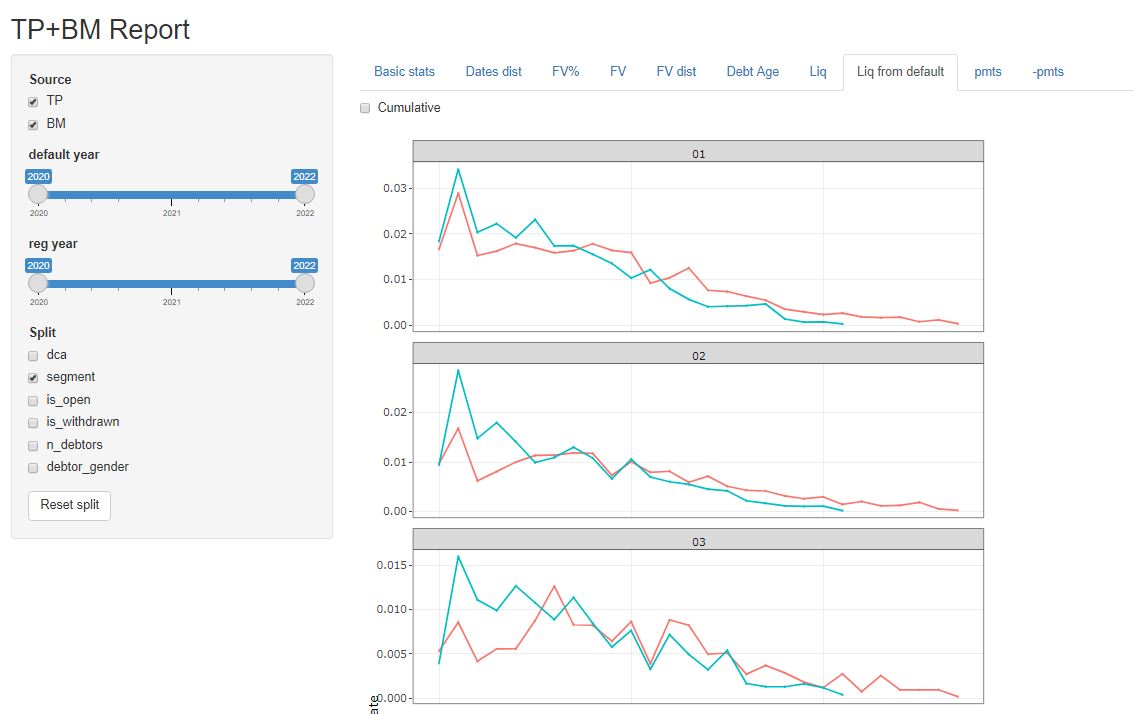 TP+BM Report
Source
TP
BM
default year
2020 2022
2020 2021 2022
reg year
2020 2022
2020 2021 2022
Split
dca
segment
is_open
is_withdrawn
n_debtors
debtor_gender
Reset split
Basic stats Dates dist FV% FV FV dist Debt Age Liq Liq from default pmts -pmts
Cumulative
01
0.03
0.02
0.01
0.00
02
0.02
0.01
0.00
03
0.015
0.010
0.005
0.000